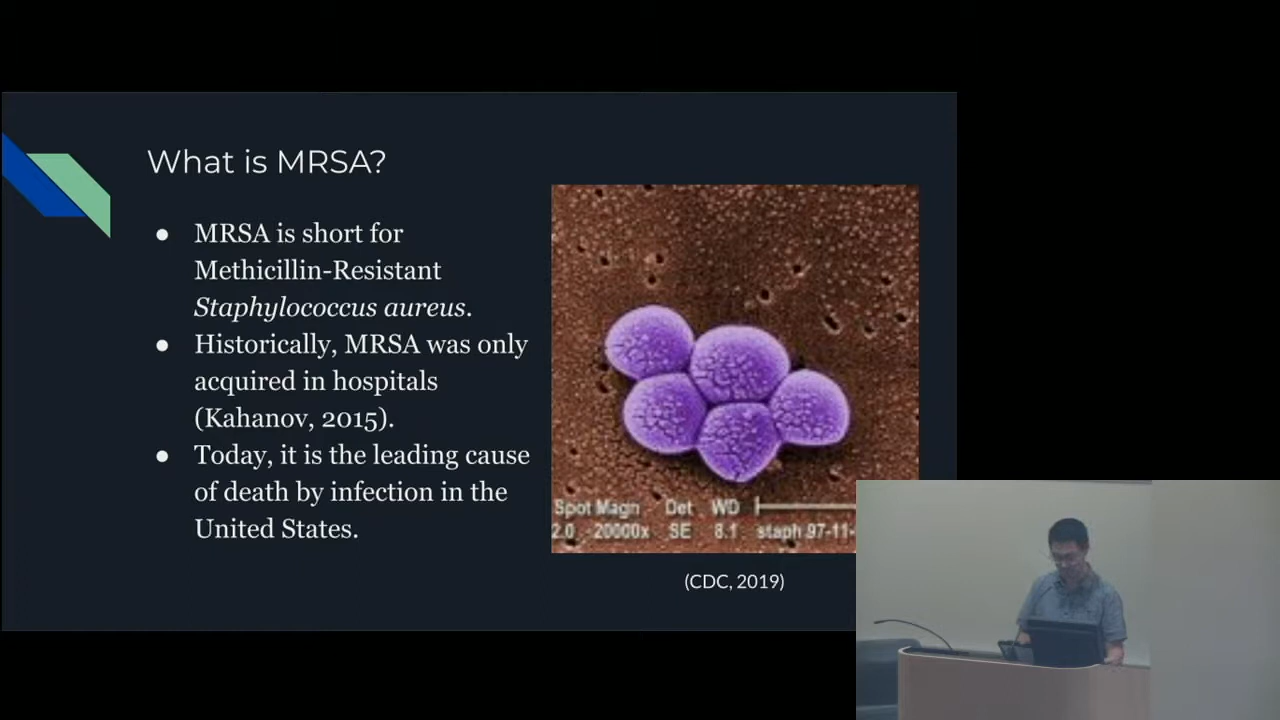 What is MRSA?
● MRSA is short for
Methicillin-Resistant
Staphylococcus aureus.
● Historically, MRSA was only
acquired in hospitals
(Kahanov, 2015).
● Today, it is the leading cause
of death by infection in the
United States.
Spot Magn Det WD
2.0 20000x SE 8.1 staph 97-11-
(CDC, 2019)